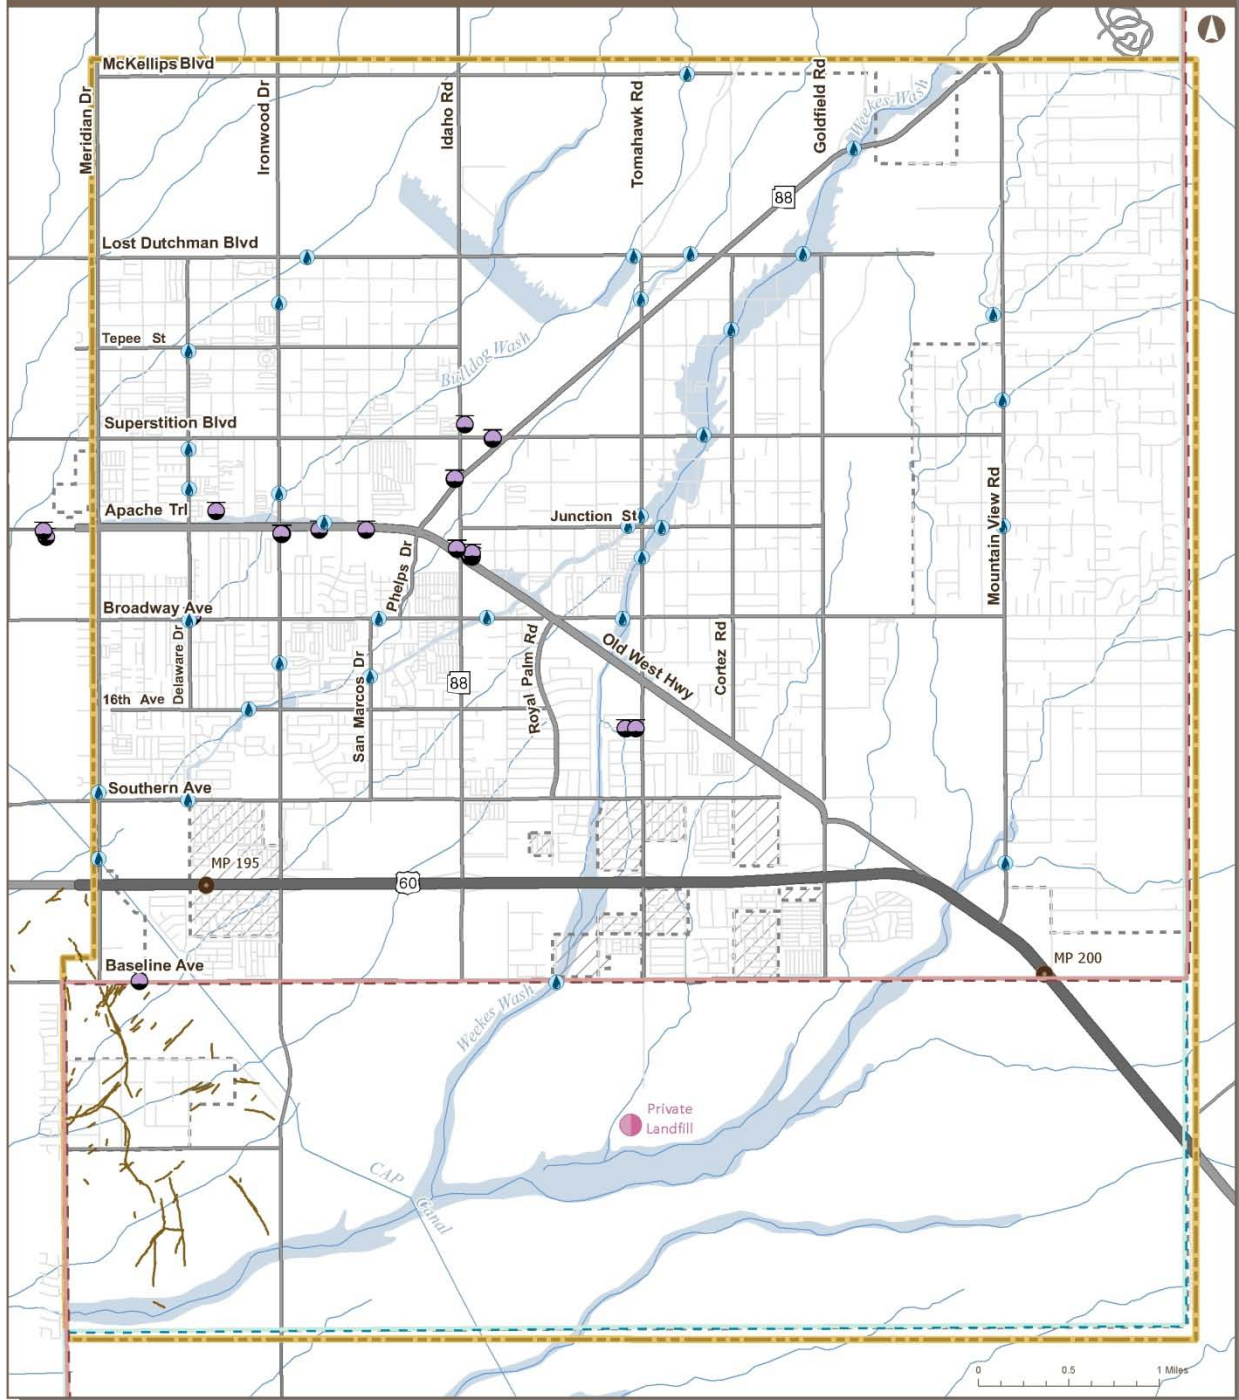 McKellips Blvd
Meridian Dr
Ironwood Dr
Idaho Rd
Tomahawk Rd
Goldfield Rd
Weekes Wash
88
Lost Dutchman Blvd
Tepee St
Bulldog Wash
Superstition Blvd
Apache Trl
Junction St
Mountain View Rd
Phelps Dr
Broadway Ave
Delaware Dr
San Marcos Dr
88
Royal Palm Rd
Old West Hwy
Cortez Rd
16th Ave
Southern Ave
MP 195
60
Baseline Ave
MP 200
Weekes Wash
Private
Landfill
CAP
Canal
0 0.5 1 Miles